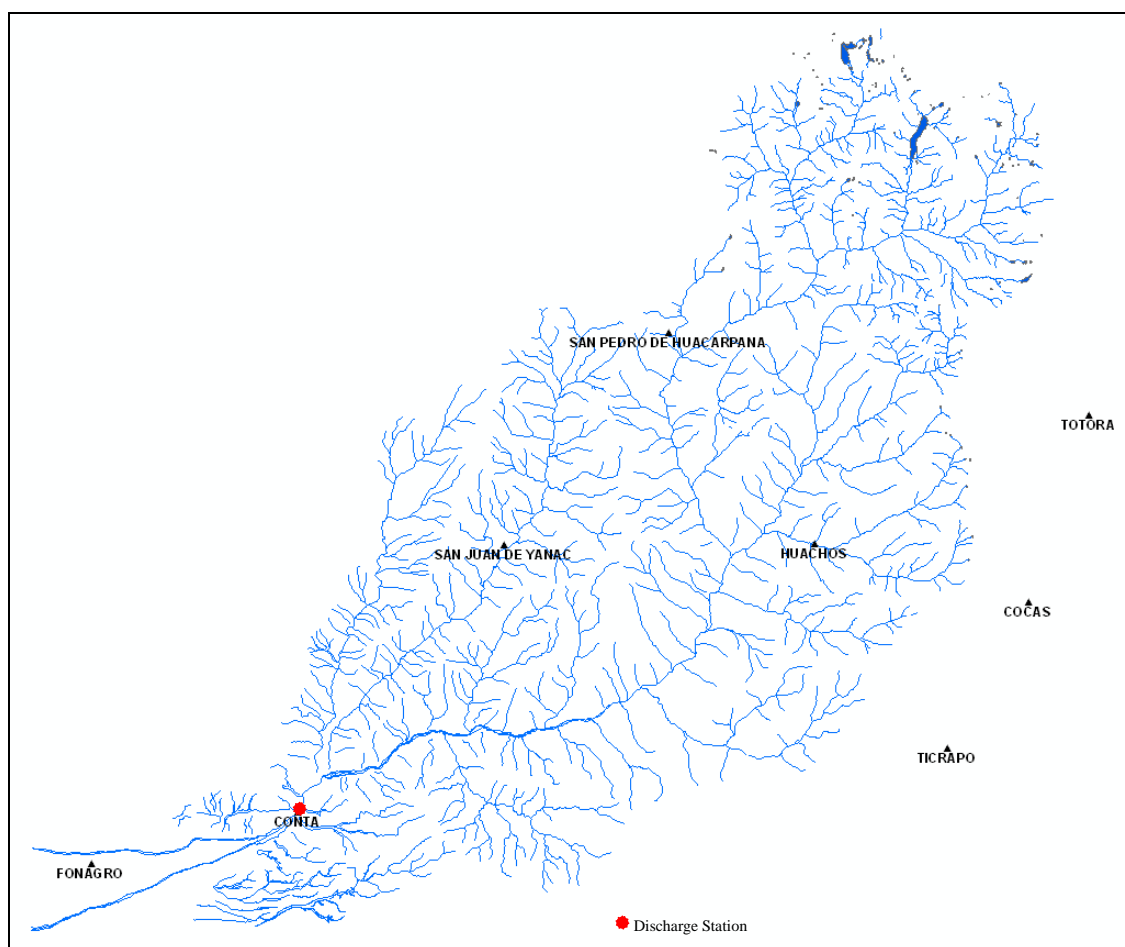 SAN PEDRO DE HUACARPANA
TOTORA
SAN JUAN DE YANAC
HUACHOS
COCAS
TICRAPO
CONTA
FONAGRO
Discharge Station